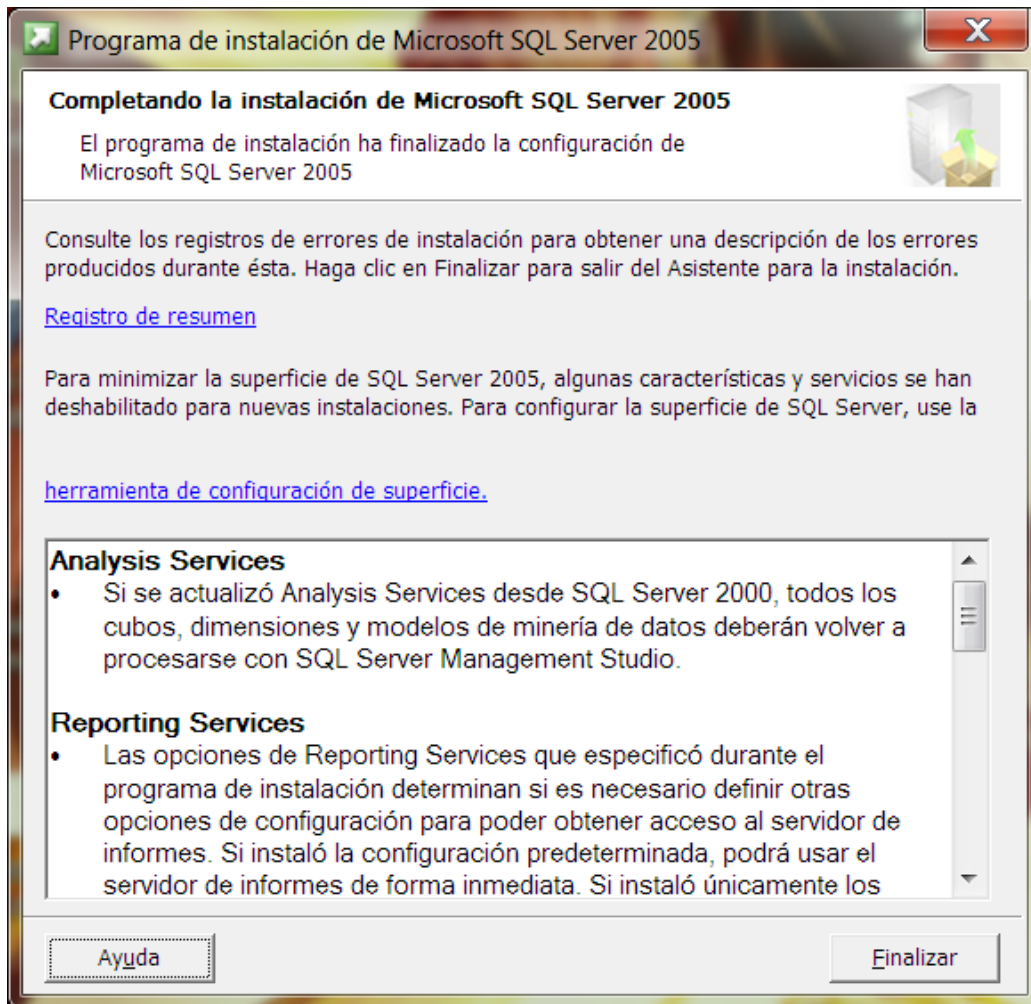 Programa de instalación de Microsoft SQL Server 2005
Completando la instalación de Microsoft SQL Server 2005
El programa de instalación ha finalizado la configuración de
Microsoft SQL Server 2005
Consulte los registros de errores de instalación para obtener una descripción de los errores
producidos durante ésta. Haga clic en Finalizar para salir del Asistente para la instalación.
Registro de resumen
Para minimizar la superficie de SQL Server 2005, algunas características y servicios se han
deshabilitado para nuevas instalaciones. Para configurar la superficie de SQL Server, use la
herramienta de configuración de superficie.
Analysis Services
• Si se actualizó Analysis Services desde SQL Server 2000, todos los
cubos, dimensiones y modelos de minería de datos deberán volver a
procesarse con SQL Server Management Studio.
Reporting Services
• Las opciones de Reporting Services que especificó durante el
programa de instalación determinan si es necesario definir otras
opciones de configuración para poder obtener acceso al servidor de
informes. Si instaló la configuración predeterminada, podrá usar el
servidor de informes de forma inmediata. Si instaló únicamente los
Ayuda
Finalizar